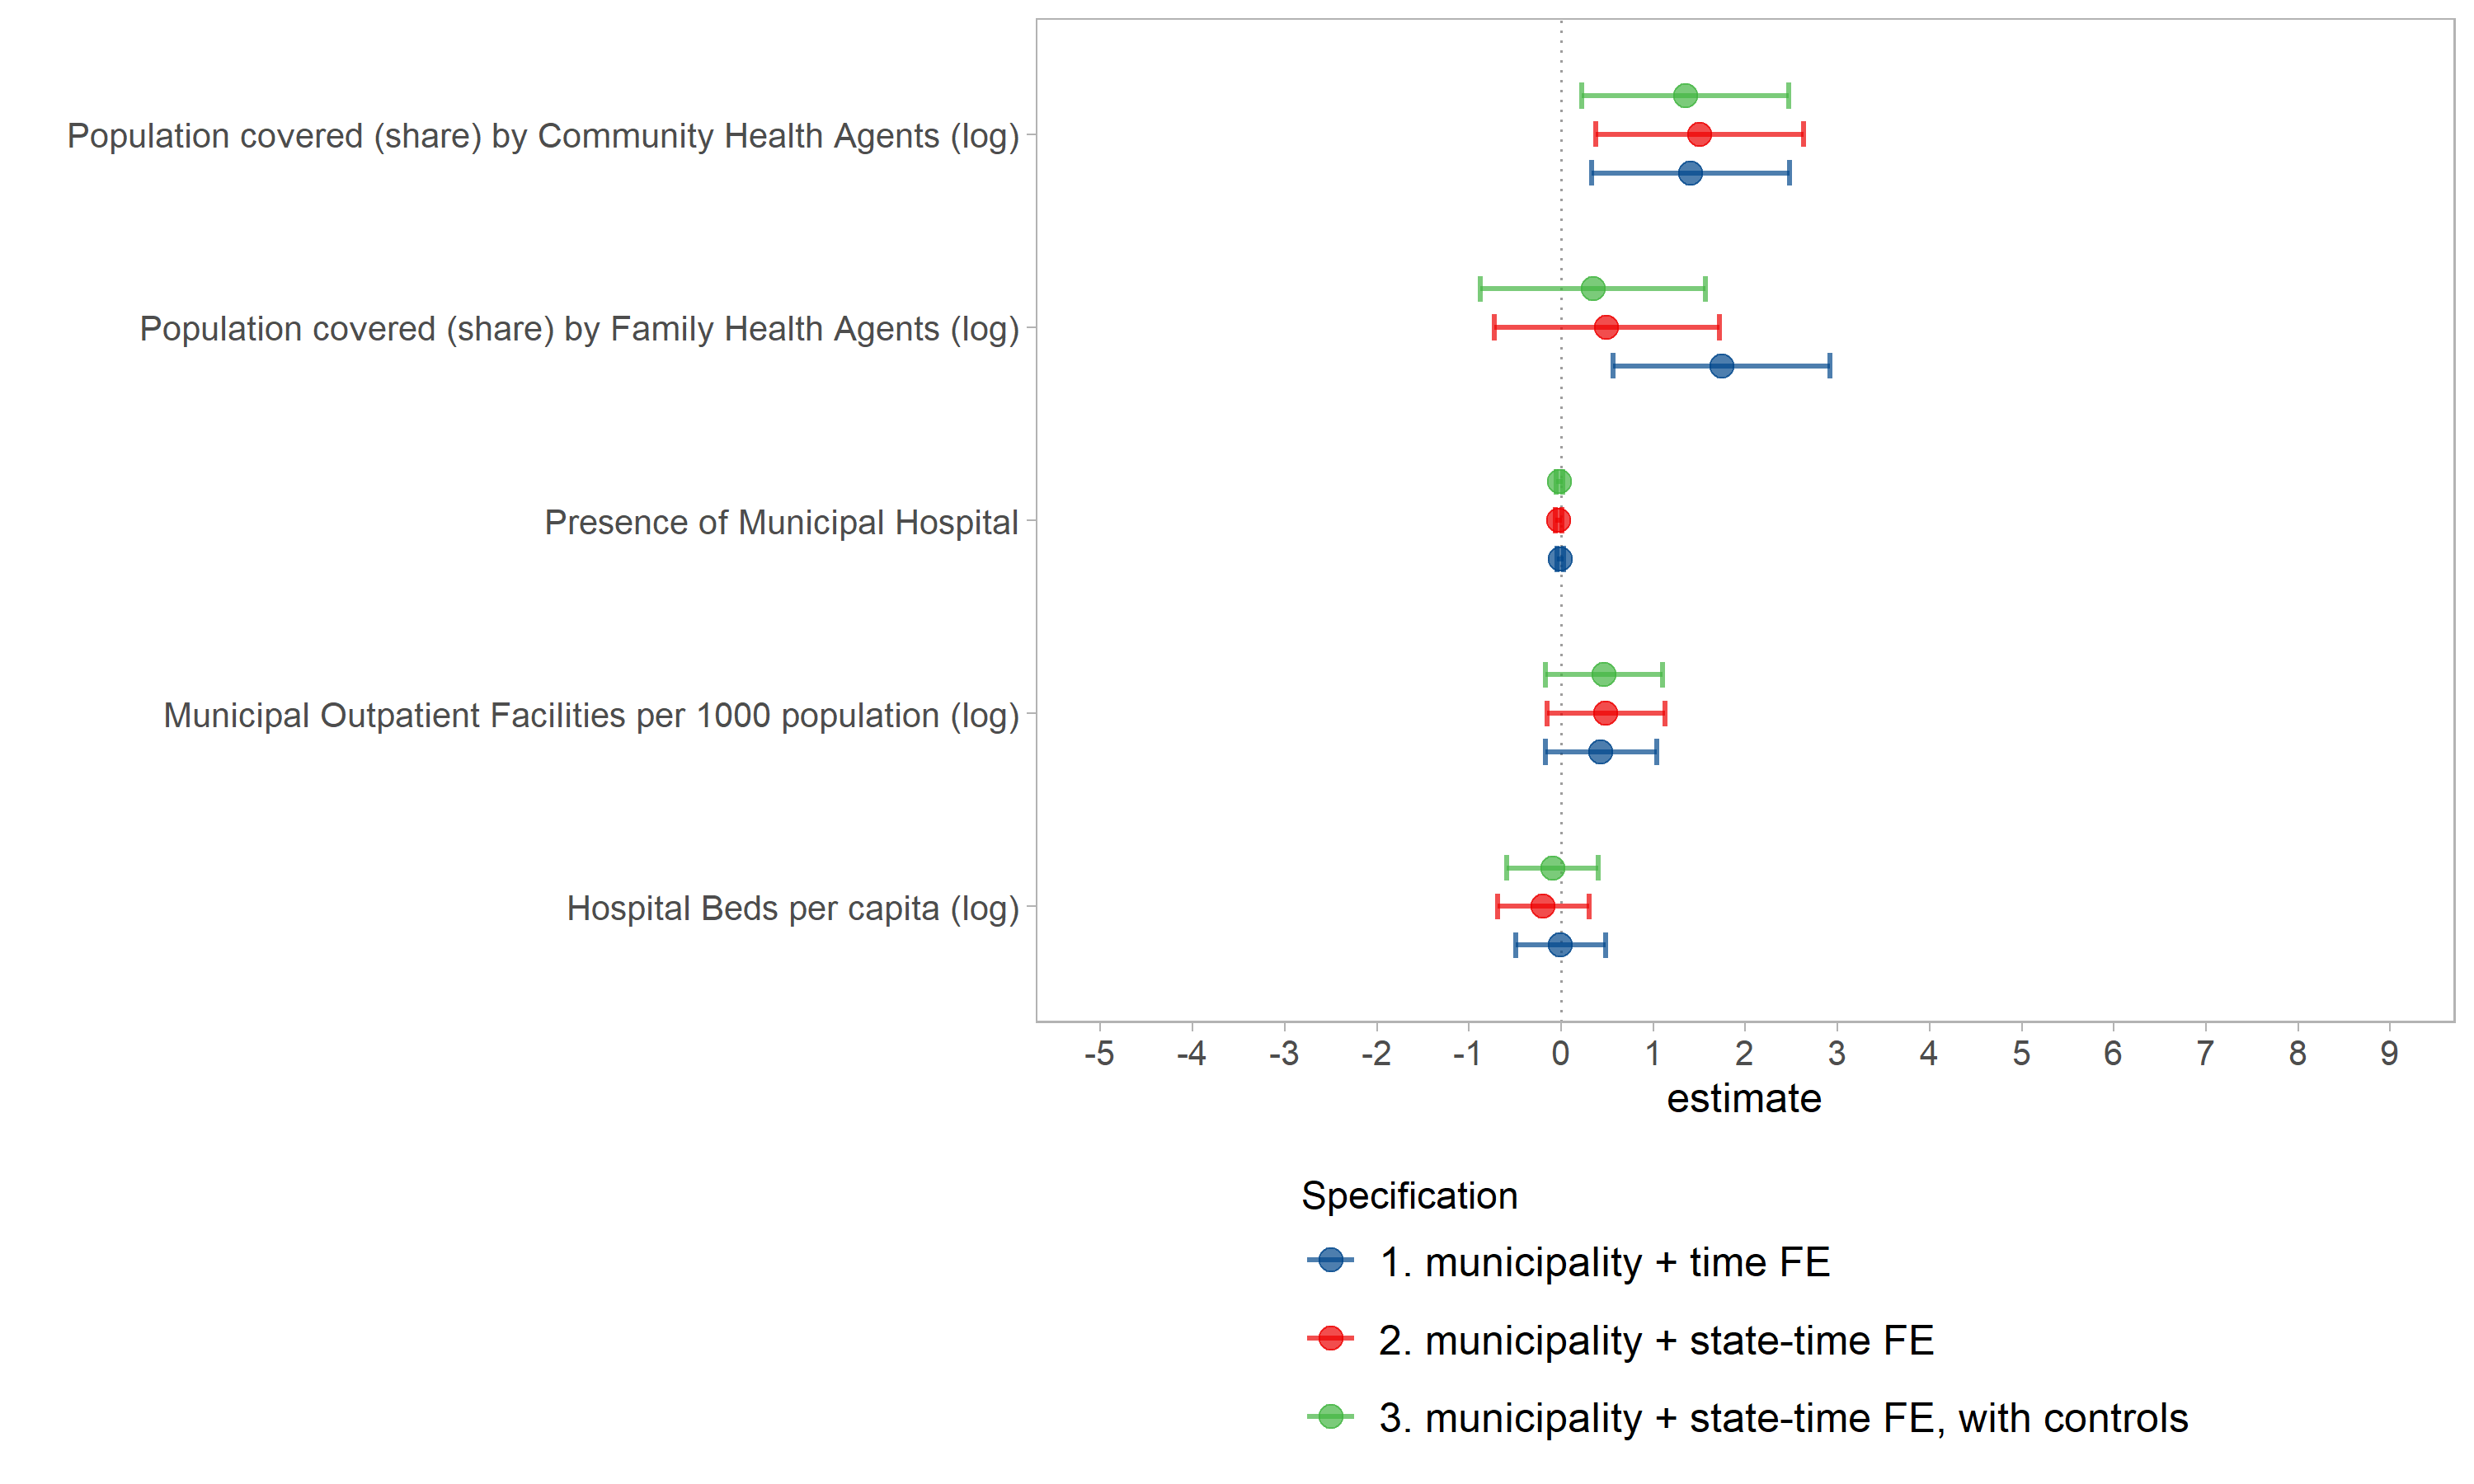 Population covered (share) by Community Health Agents (log)
Population covered (share) by Family Health Agents (log)
Presence of Municipal Hospital
Municipal Outpatient Facilities per 1000 population (log)
Hospital Beds per capita (log)
-5 -4 -3 -2 -1 0 1 2 3 4 5 6 7 8 9
estimate
Specification
1. municipality + time FE
2. municipality + state-time FE
3. municipality + state-time FE, with controls